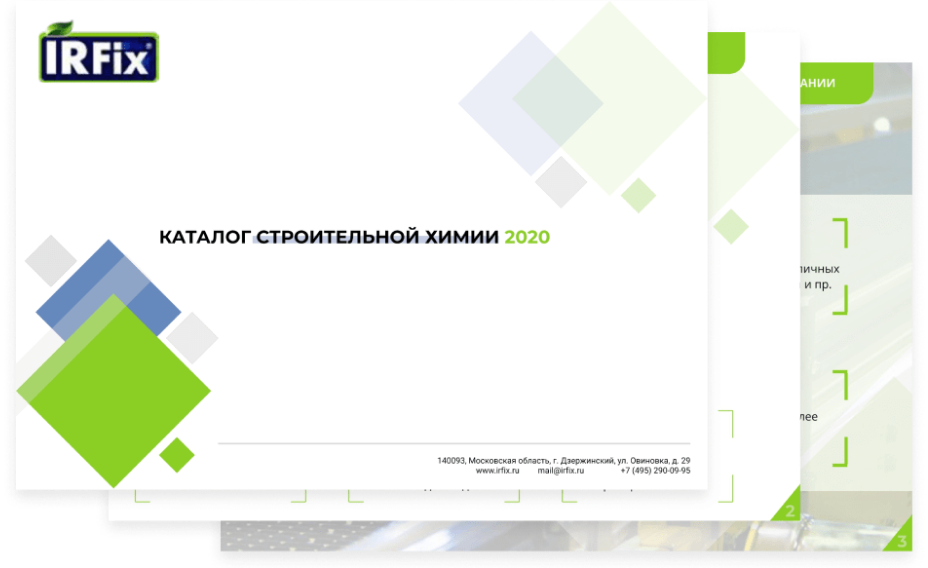 IRFix
КАТАЛОГ СТРОИТЕЛЬНОЙ ХИМИИ 2020
140093, Московская область, г. Дзержинский, ул. Овиновка, д. 29
www.irfix.ru mail@irfix.ru +7 (495) 290-09-95
2
АНИИ
личных
и пр.
лее
3